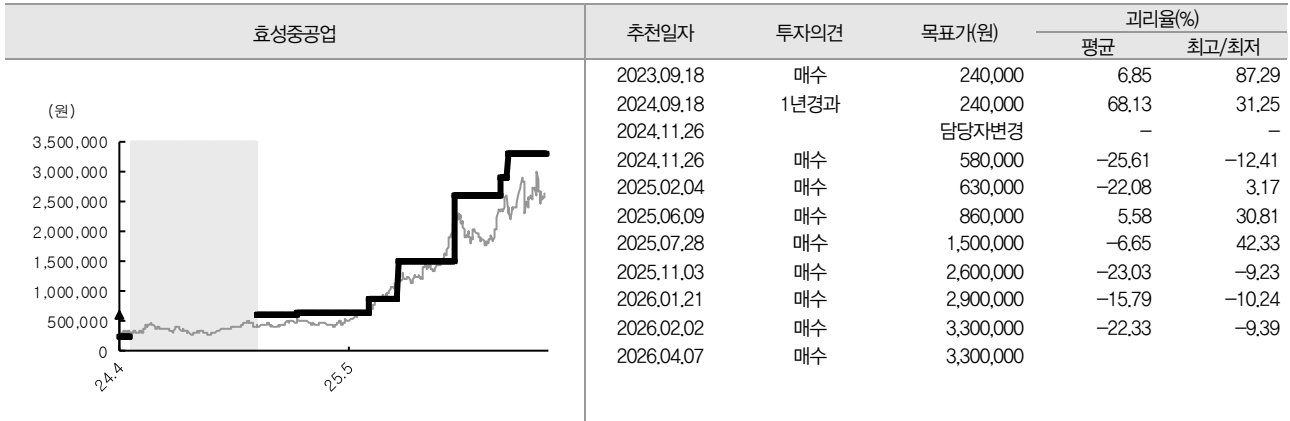 효성중공업
(원)
3,500,000
3,000,000
2,500,000
2,000,000
1,500,000
1,000,000
500,000
0
24.4
25.5
추천일자 투자의견 목표가(원) 괴리율(%)
평균 최고/최저
2023.09.18 매수 240,000 6.85 87.29
2024.09.18 1년경과 240,000 68.13 31.25
2024.11.26 담당자변경 – –
2024.11.26 매수 580,000 –25.61 –12.41
2025.02.04 매수 630,000 –22.08 3.17
2025.06.09 매수 860,000 5.58 30.81
2025.07.28 매수 1,500,000 –6.65 42.33
2025.11.03 매수 2,600,000 –23.03 –9.23
2026.01.21 매수 2,900,000 –15.79 –10.24
2026.02.02 매수 3,300,000 –22.33 –9.39
2026.04.07 매수 3,300,000